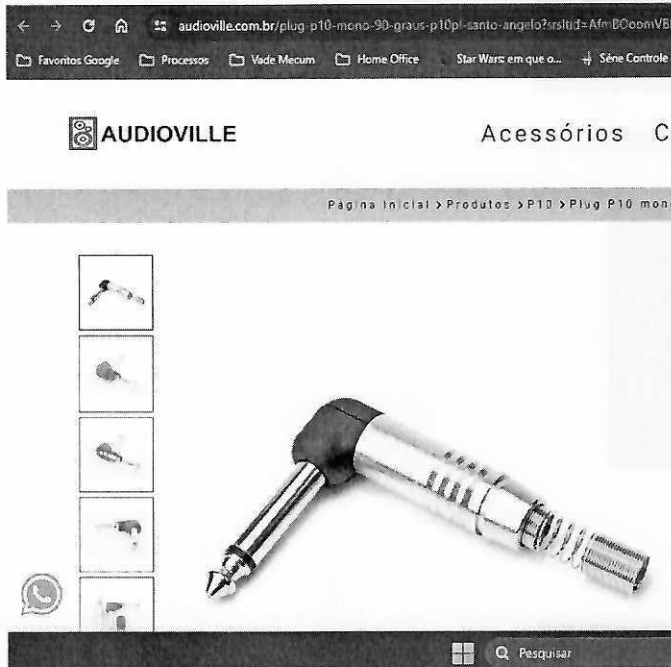 audioville.com.br/plug-p10-mono-90-graus-p10pl-santo-angelo?srsltid=AfmBOoomVB
Favoritos Google Processos Vade Mecum Home Office Star Wars: em que o... Série Controle
AUDIOVILLE Acessórios C
Página Inicial > Produtos > P10 > Plug P10 mono
Pesquisar